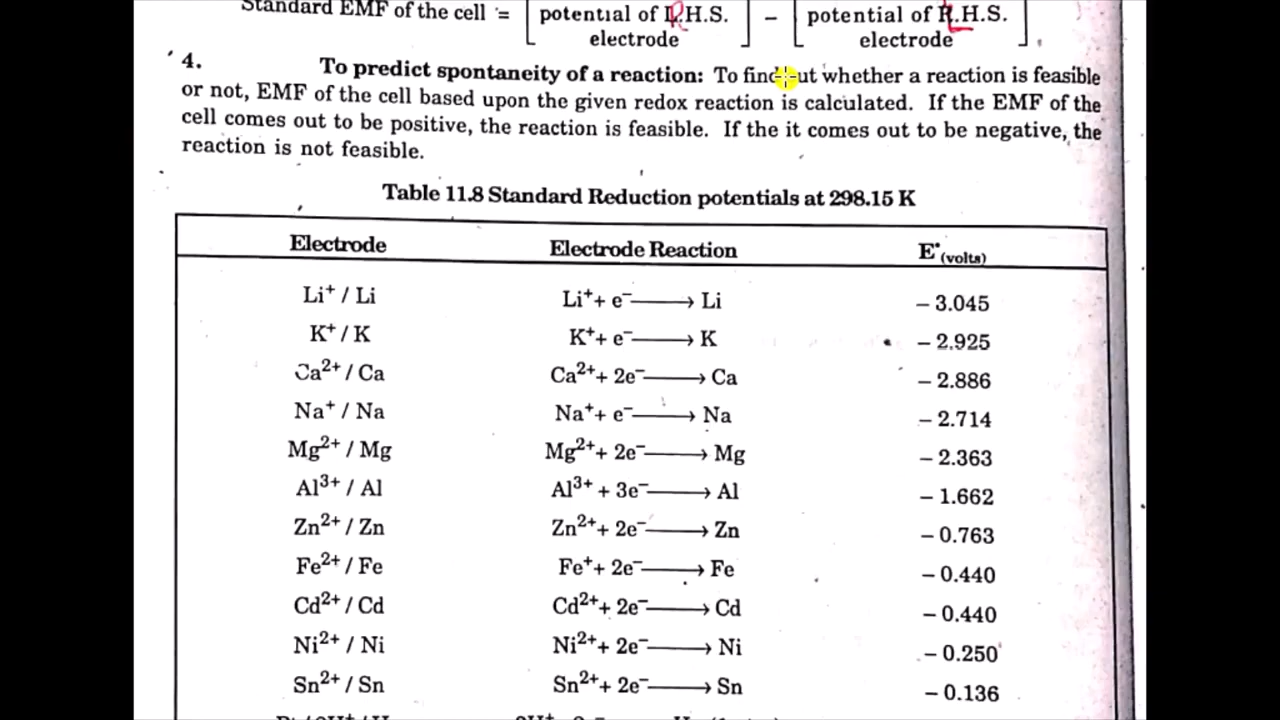 Standard EMF of the cell = [potential of R.H.S. electrode] – [potential of L.H.S. electrode].
4. To predict spontaneity of a reaction: To find out whether a reaction is feasible
or not, EMF of the cell based upon the given redox reaction is calculated. If the EMF of the
cell comes out to be positive, the reaction is feasible. If the it comes out to be negative, the
reaction is not feasible.
Table 11.8 Standard Reduction potentials at 298.15 K
Electrode Electrode Reaction E°(volts)
Li⁺ / Li Li⁺+ e⁻ ⟶ Li – 3.045
K⁺ / K K⁺+ e⁻ ⟶ K – 2.925
Ca²⁺ / Ca Ca²⁺+ 2e⁻ ⟶ Ca – 2.886
Na⁺ / Na Na⁺+ e⁻ ⟶ Na – 2.714
Mg²⁺ / Mg Mg²⁺+ 2e⁻ ⟶ Mg – 2.363
Al³⁺ / Al Al³⁺ + 3e⁻ ⟶ Al – 1.662
Zn²⁺ / Zn Zn²⁺+ 2e⁻ ⟶ Zn – 0.763
Fe²⁺ / Fe Fe⁺+ 2e⁻ ⟶ Fe – 0.440
Cd²⁺ / Cd Cd²⁺+ 2e⁻ ⟶ Cd – 0.440
Ni²⁺ / Ni Ni²⁺+ 2e⁻ ⟶ Ni – 0.250
Sn²⁺ / Sn Sn²⁺+ 2e⁻ ⟶ Sn – 0.136